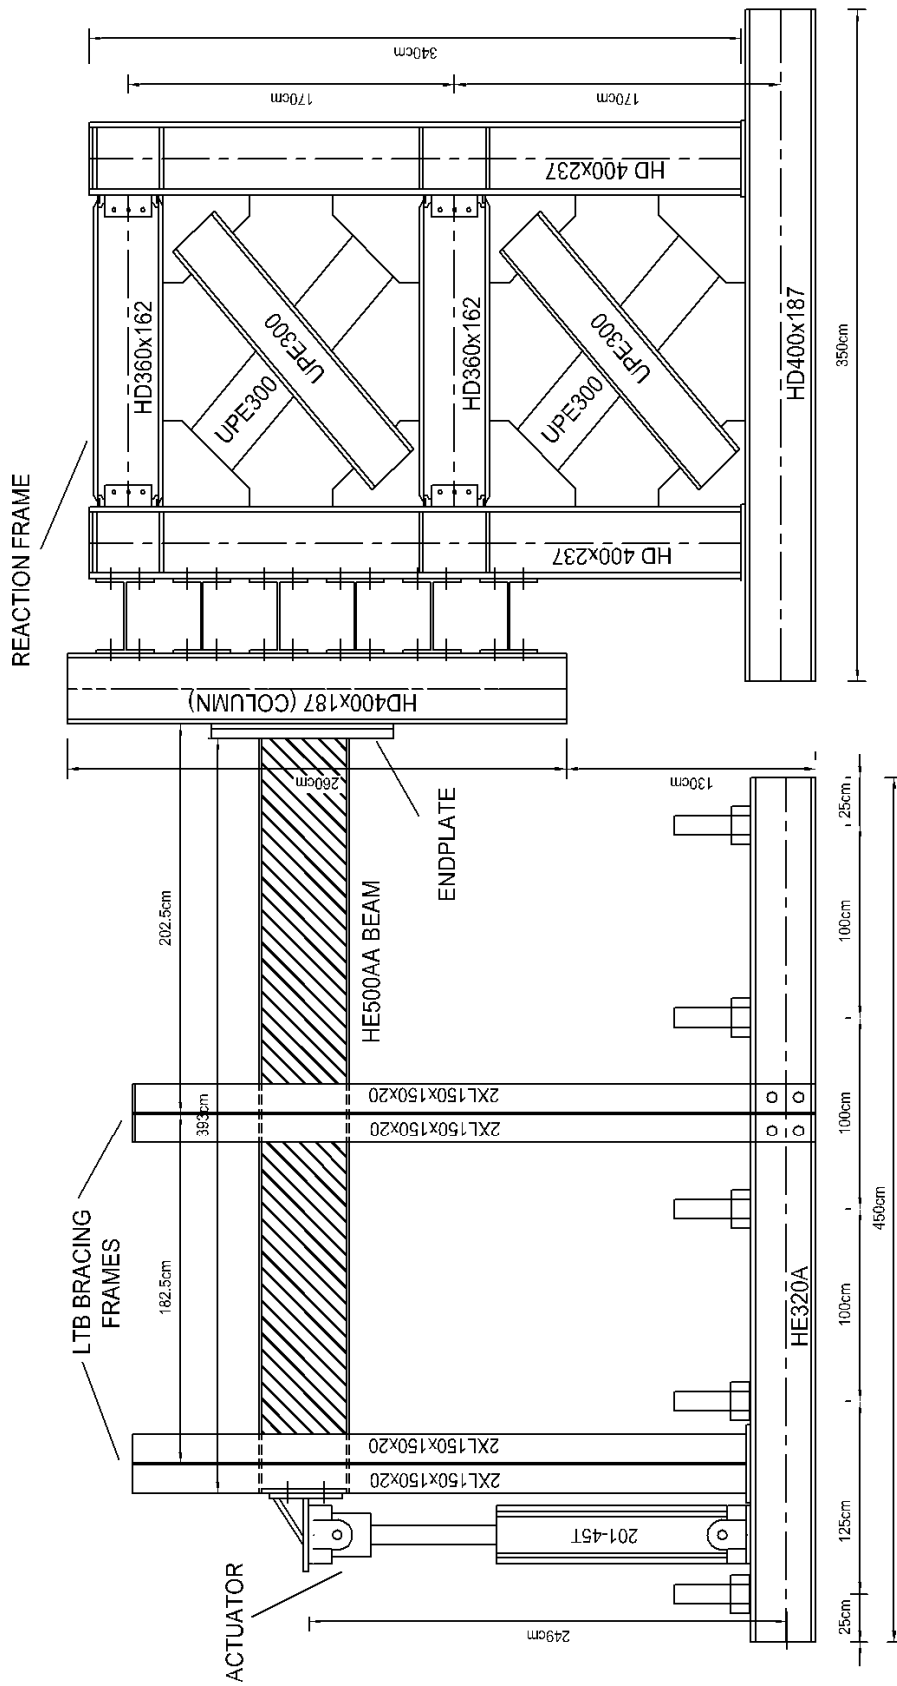 REACTION FRAME
340cm
170cm
170cm
HD 400x237
HD360x162
UPE300
UPE300
HD360x162
UPE300
UPE300
HD 400x237
HD400x187
350cm
HD400x187 (COLUMN)
260cm
130cm
ENDPLATE
202.5cm
393cm
182.5cm
HE500AA BEAM
LTB BRACING
FRAMES
2XL150x150x20
2XL150x150x20
2XL150x150x20
2XL150x150x20
201-45T
ACTUATOR
249cm
HE320A
25cm
125cm
100cm
100cm
100cm
25cm
450cm